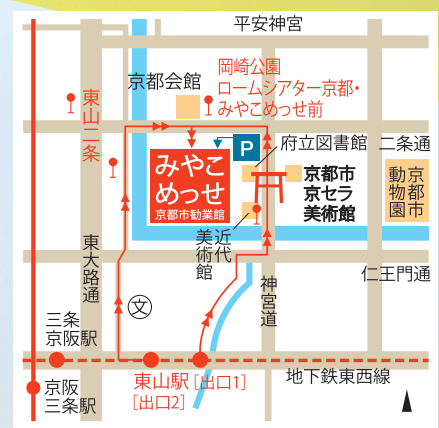 平安神宮
岡崎公園
ロームシアター京都・
みやこめっせ前
京都会館
東山二条
P
府立図書館
二条通
みやこ
めっせ
京都市勧業館
京都市
京セラ
美術館
京都市
動物園
近代
美術館
東大路通
仁王門通
文
神宮道
三条
京阪駅
東山駅[出口1]
[出口2]
地下鉄東西線
京阪
三条駅